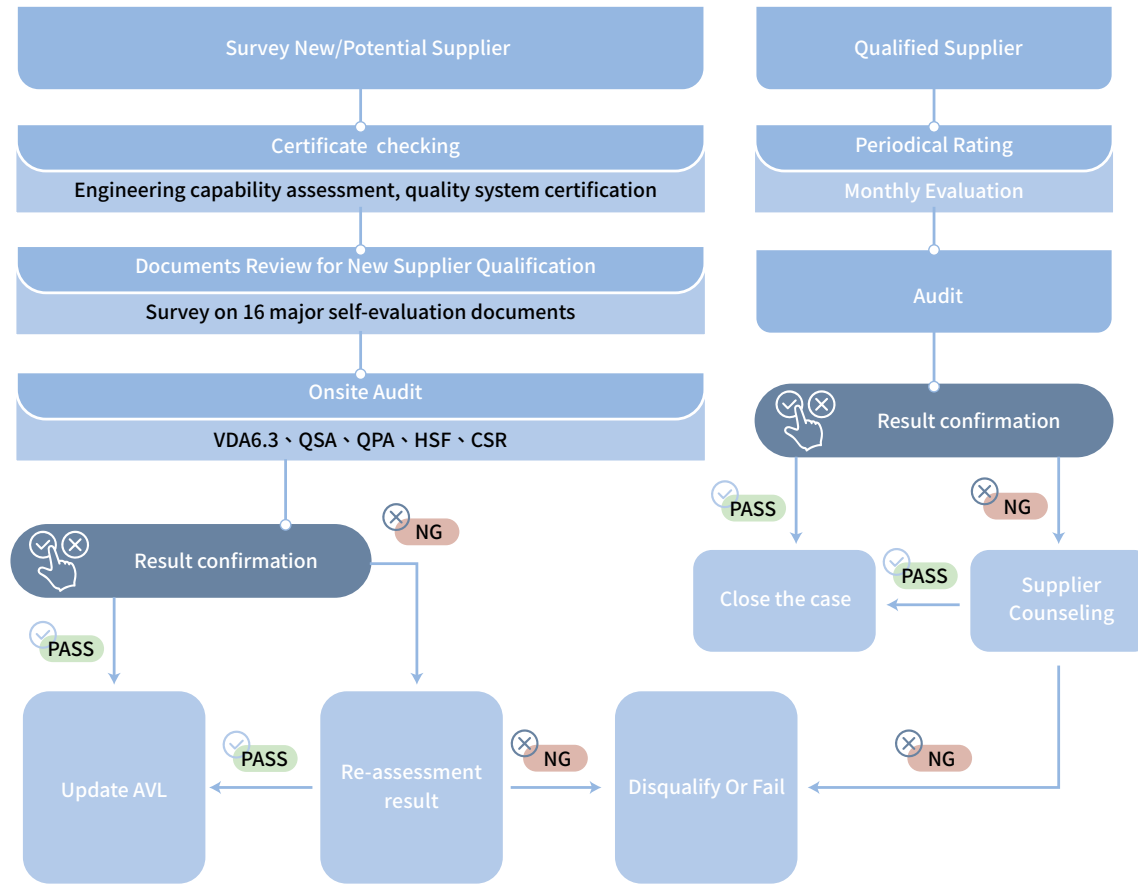 Survey New/Potential Supplier
Certificate checking
Engineering capability assessment, quality system certification
Documents Review for New Supplier Qualification
Survey on 16 major self-evaluation documents
Onsite Audit
VDA6.3、QSA、QPA、HSF、CSR
Result confirmation
NG
PASS
Update AVL
PASS
Re-assessment
result
NG
Disqualify Or Fail
Qualified Supplier
Periodical Rating
Monthly Evaluation
Audit
Result confirmation
PASS
NG
Close the case
PASS
Supplier
Counseling
NG